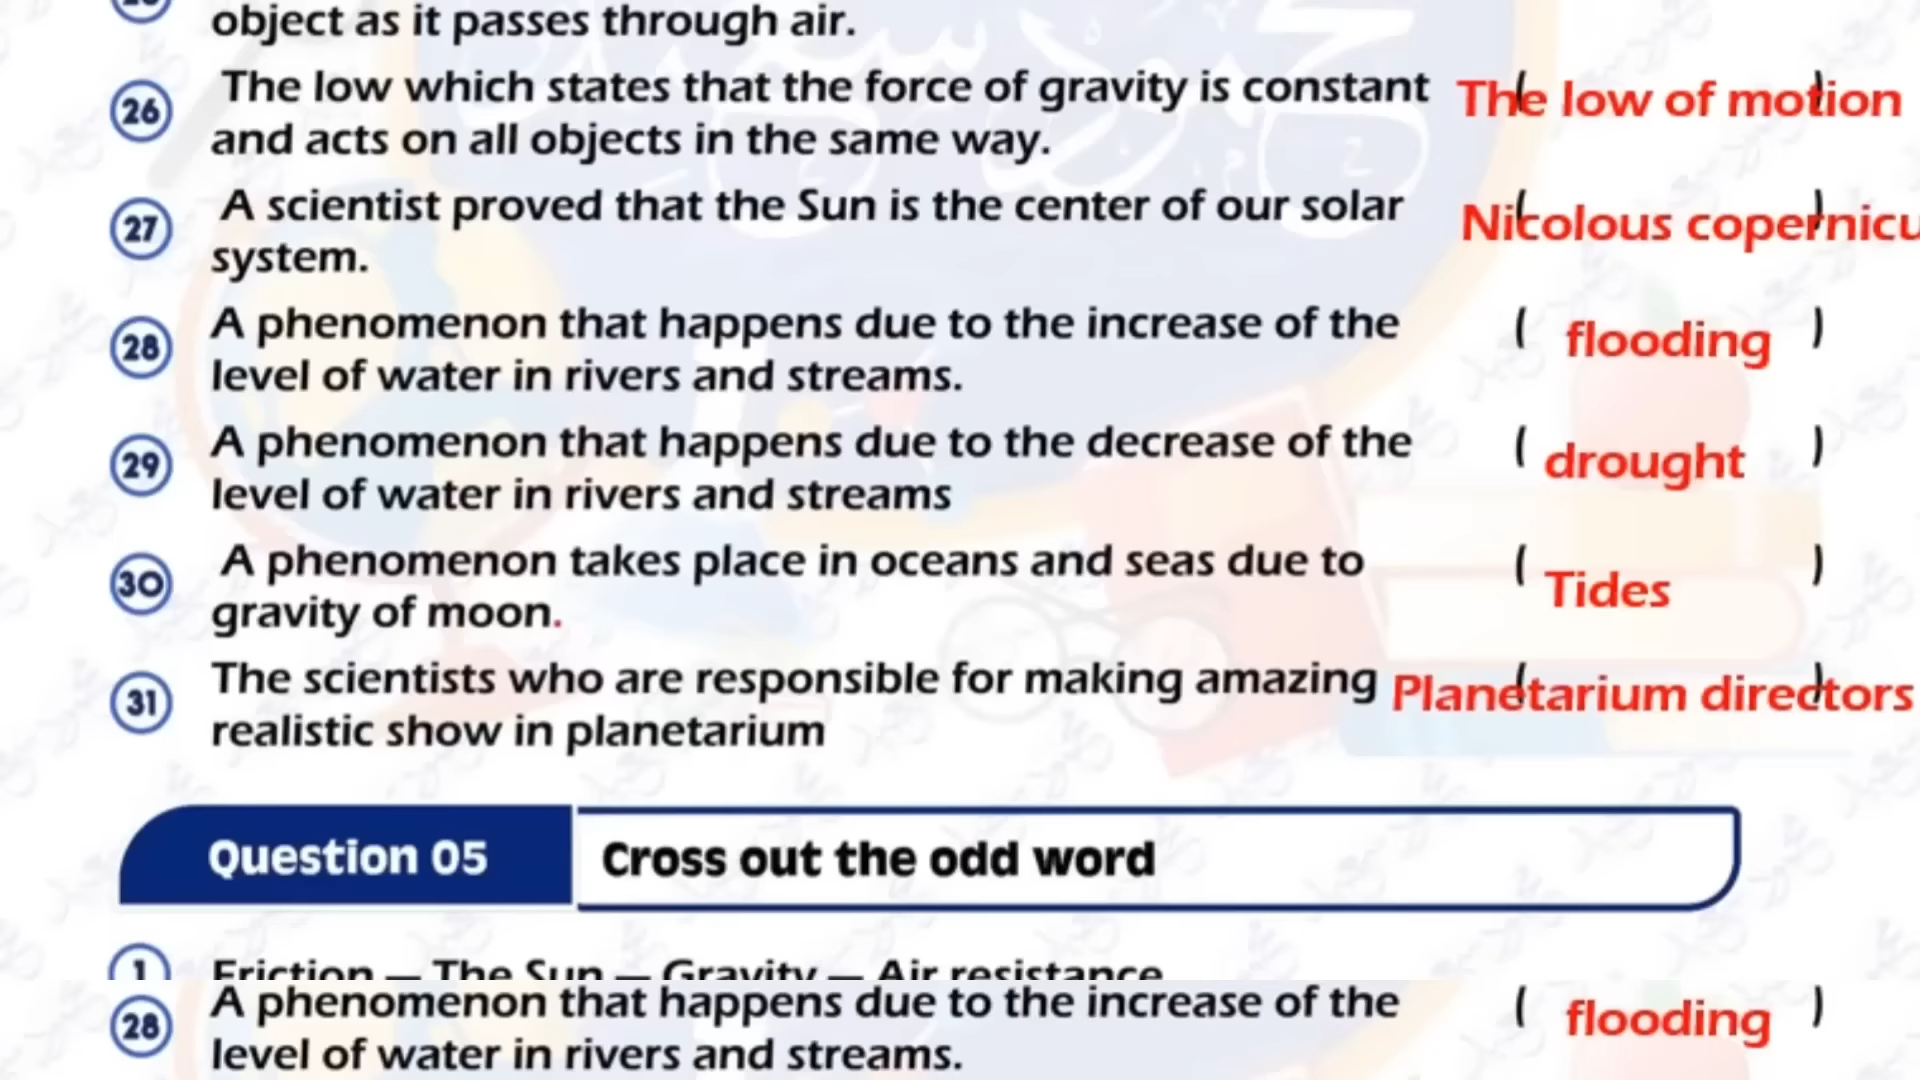 object as it passes through air.
26 The low which states that the force of gravity is constant ( The low of motion )
and acts on all objects in the same way.
27 A scientist proved that the Sun is the center of our solar ( Nicolous copernicu )
system.
28 A phenomenon that happens due to the increase of the ( flooding )
level of water in rivers and streams.
29 A phenomenon that happens due to the decrease of the ( drought )
level of water in rivers and streams
30 A phenomenon takes place in oceans and seas due to ( Tides )
gravity of moon.
31 The scientists who are responsible for making amazing ( Planetarium directors )
realistic show in planetarium
Question 05 Cross out the odd word
1 Friction — The Sun — Gravity — Air resistance
28 A phenomenon that happens due to the increase of the ( flooding )
level of water in rivers and streams.